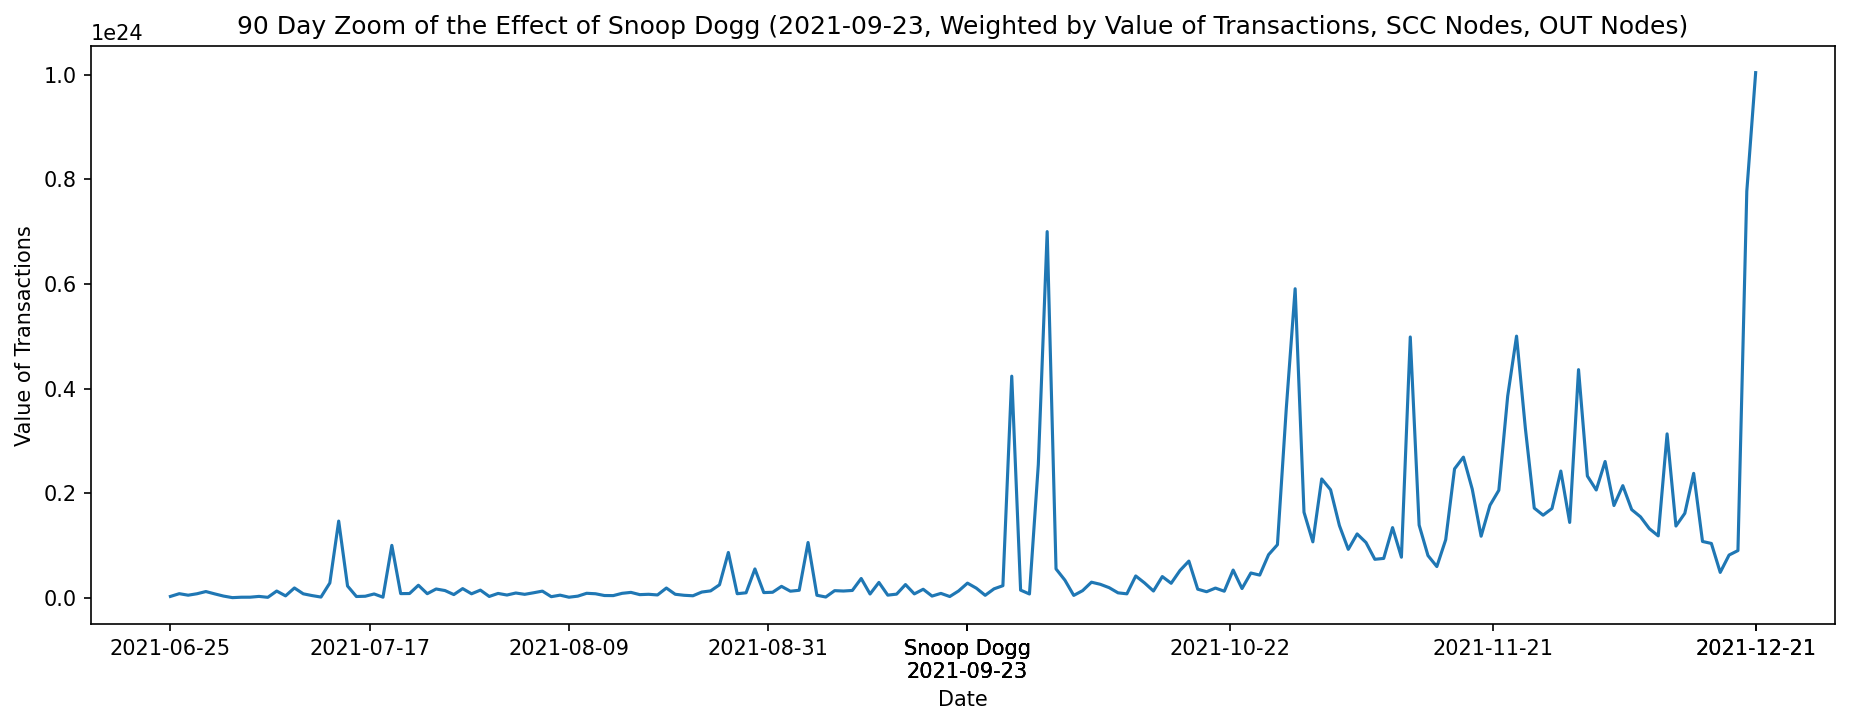 90 Day Zoom of the Effect of Snoop Dogg (2021-09-23, Weighted by Value of Transactions, SCC Nodes, OUT Nodes)
1e24
1.0
0.8
0.6
0.4
0.2
0.0
Value of Transactions
2021-06-25
2021-07-17
2021-08-09
2021-08-31
Snoop Dogg
2021-09-23
2021-10-22
2021-11-21
2021-12-21
Date